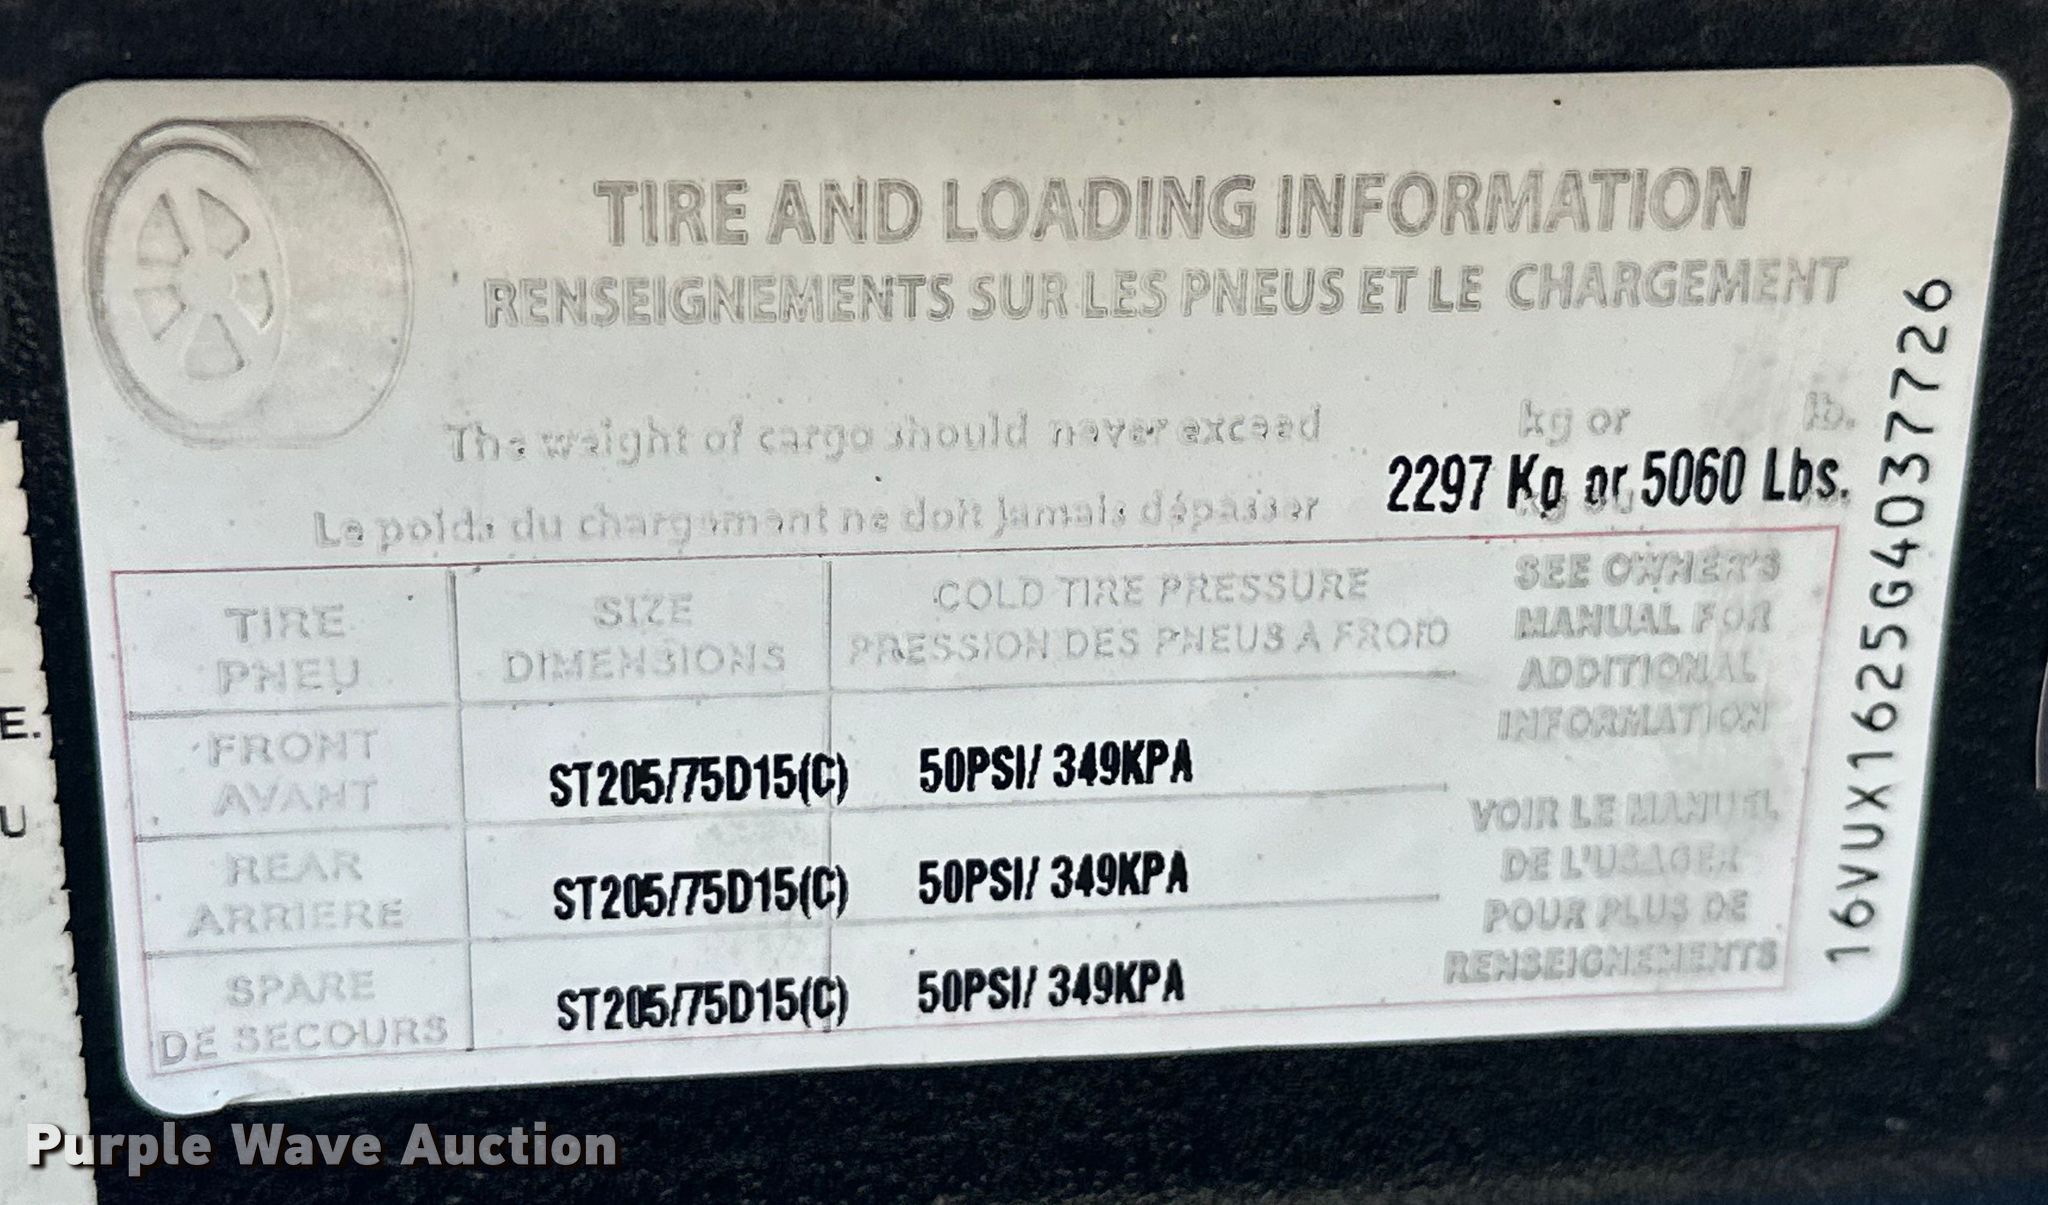 TIRE AND LOADING INFORMATION
RENSEIGNEMENTS SUR LES PNEUS ET LE CHARGEMENT
The weight of cargo should never exceed kg or lb.
2297 Kg or 5060 Lbs.
Le poids du chargement ne doit jamais dépasser kg ou
TIRE
PNEU
SIZE
DIMENSIONS
COLD TIRE PRESSURE
PRESSION DES PNEUS A FROID
SEE OWNER'S
MANUAL FOR
ADDITIONAL
INFORMATION
FRONT
AVANT
ST205/75D15(C)
50PSI/ 349KPA
REAR
ARRIERE
ST205/75D15(C)
50PSI/ 349KPA
SPARE
DE SECOURS
ST205/75D15(C)
50PSI/ 349KPA
VOIR LE MANUEL
DE L'USAGER
POUR PLUS DE
RENSEIGNEMENTS
16VUX1625G4037726
E.
U
Purple Wave Auction